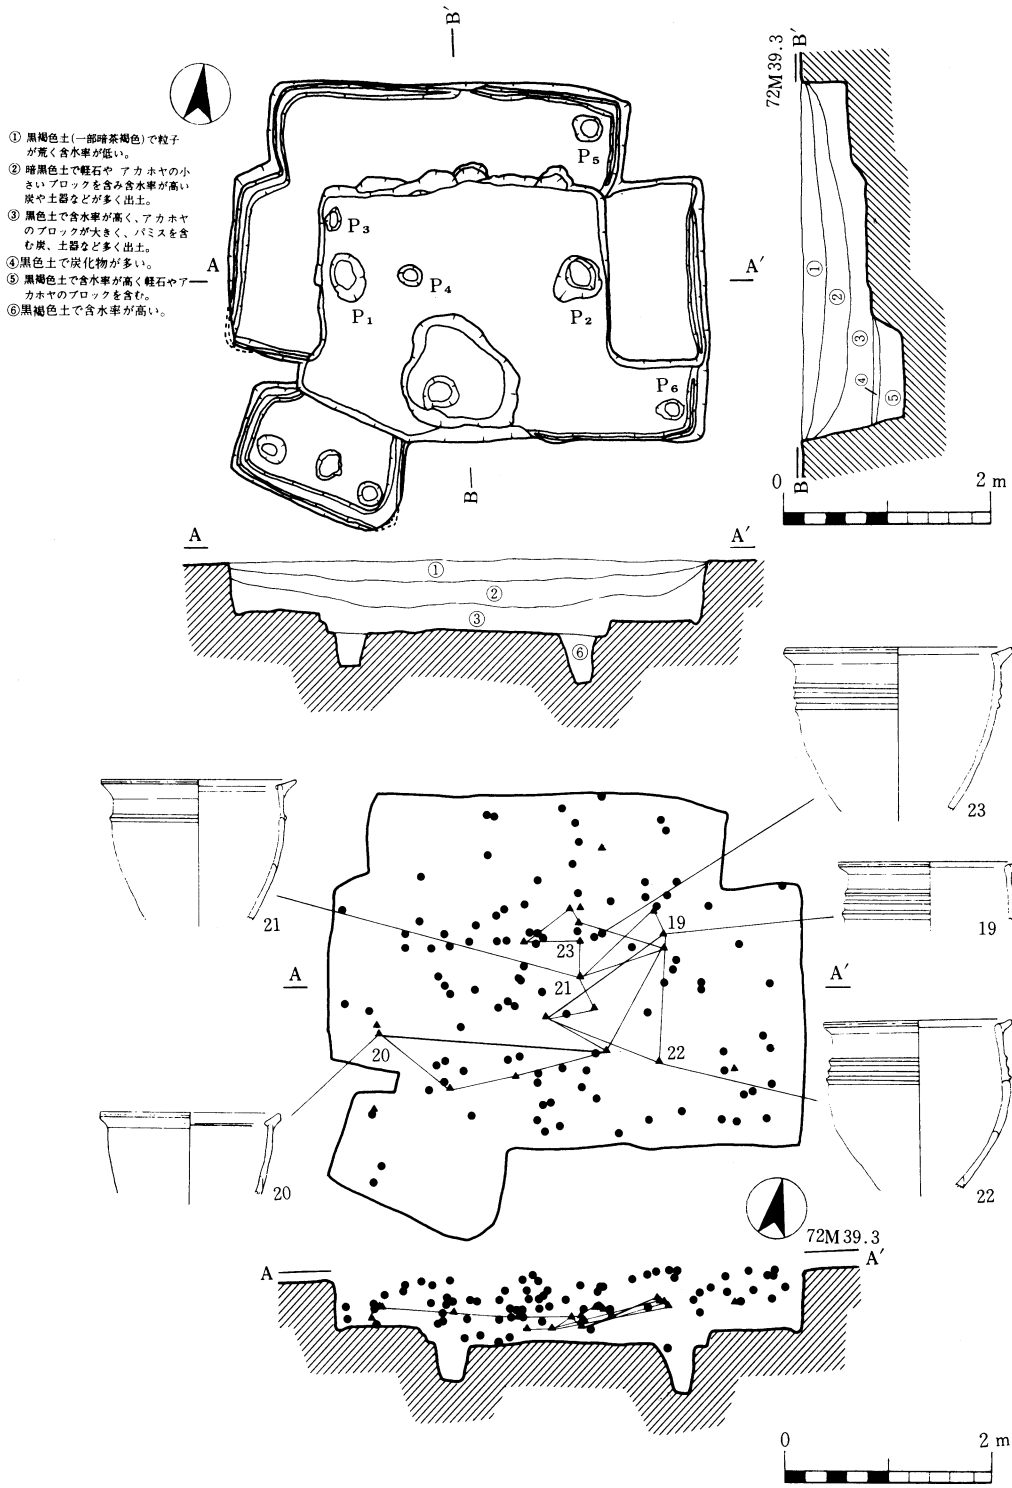 B′
72M39.3
B′
① 黒褐色土(一部暗茶褐色)で粒子
が荒く含水率が低い。
② 暗黒色土で軽石や アカホヤの小
さいブロックを含み含水率が高い
炭や土器などが多く出土。
③ 黒色土で含水率が高く、アカホヤ
のブロックが大きく、パミスを含
む炭、土器など多く出土。
④黒色土で炭化物が多い。
⑤ 黒褐色土で含水率が高く軽石やア
カホヤのブロックを含む。
⑥黒褐色土で含水率が高い。
P₅
P₃
A
A′
P₄
P₁
P₂
P₆
B
①
②
③
④
⑤
B
0 2 m
A
A′
①
②
③
⑥
23
21
19
19
23
21
A
A′
20
22
20
22
72M39.3
A
A′
0 2 m